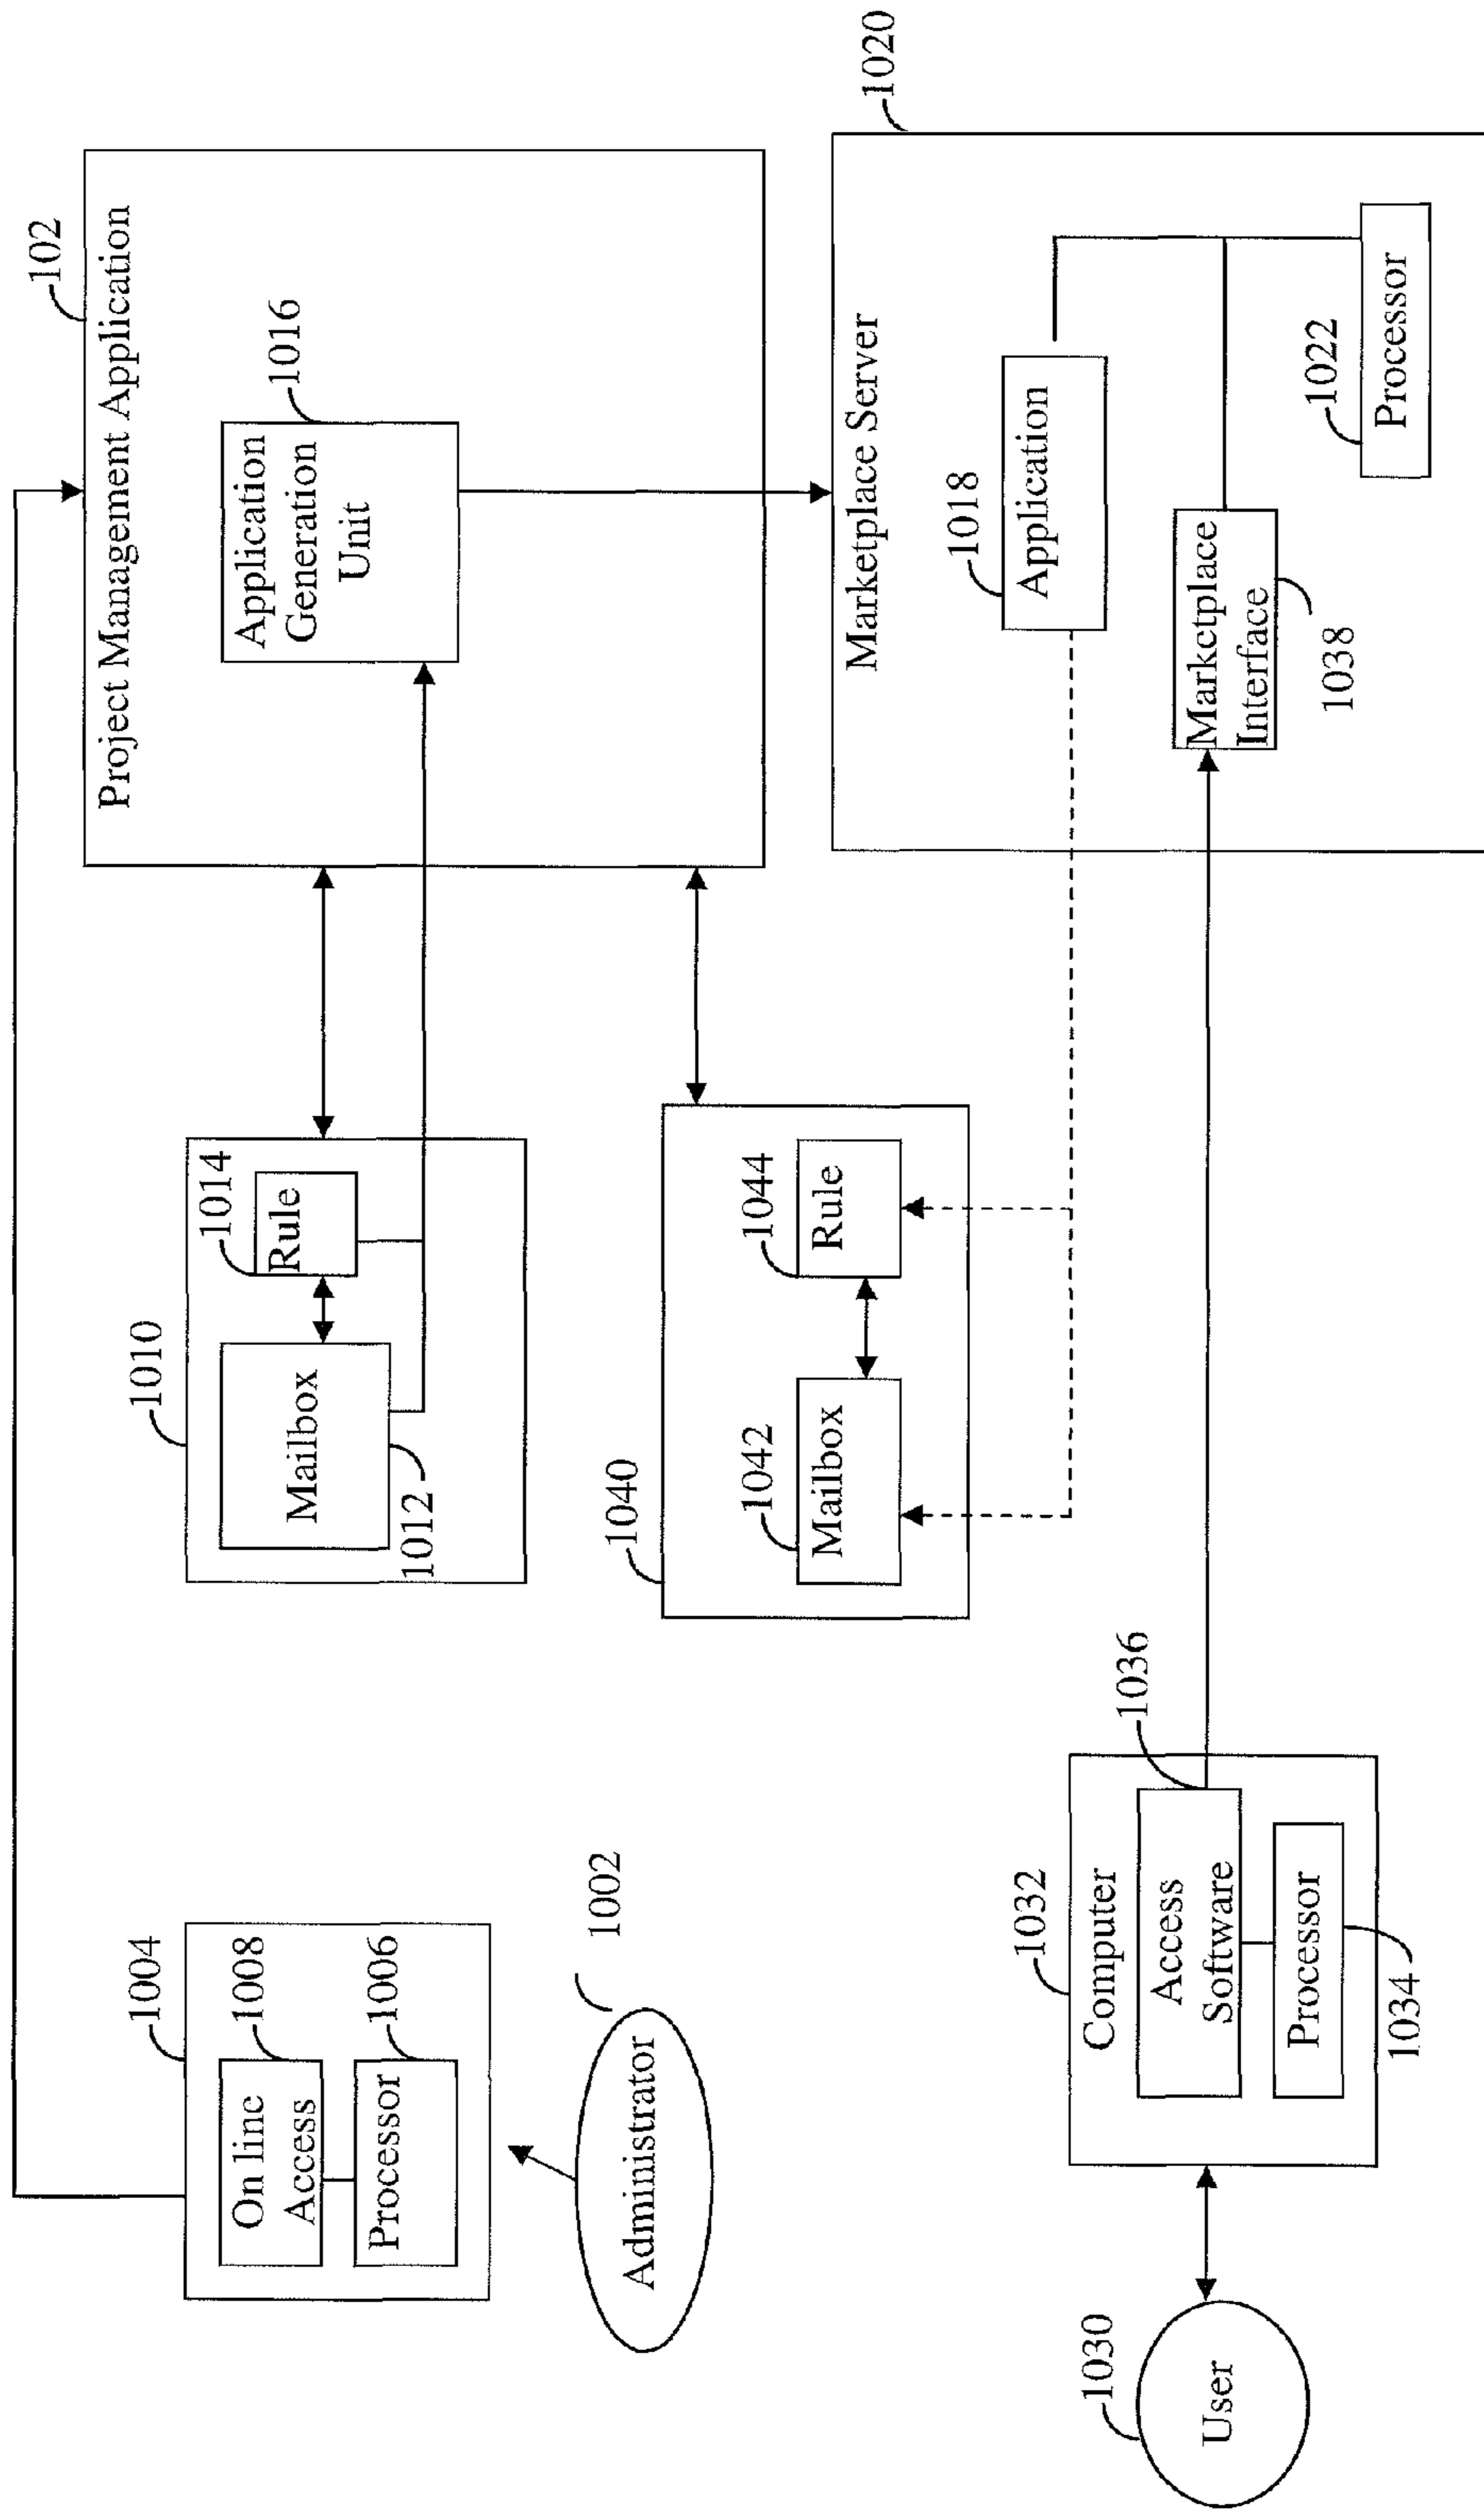 102
Project Management Application
1016
Application
Generation
Unit
1004
1008
On line
Access
1006
Processor
1002
Administrator
1010
1014
Rule
Mailbox
1012
1040
1044
Rule
1042
Mailbox
1020
Marketplace Server
1018
Application
Marketplace
Interface
1038
1022
Processor
1030
User
1032
Computer
1036
Access
Software
Processor
1034